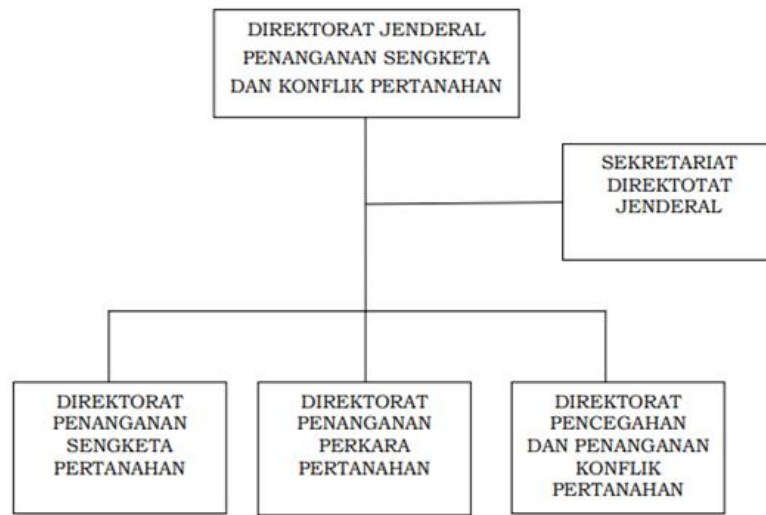 DIREKTORAT JENDERAL
PENANGANAN SENGKETA
DAN KONFLIK PERTANAHAN
SEKRETARIAT
DIREKTOTAT
JENDERAL
DIREKTORAT
PENANGANAN
SENGKETA
PERTANAHAN
DIREKTORAT
PENANGANAN
PERKARA
PERTANAHAN
DIREKTORAT
PENCEGAHAN
DAN PENANGANAN
KONFLIK
PERTANAHAN